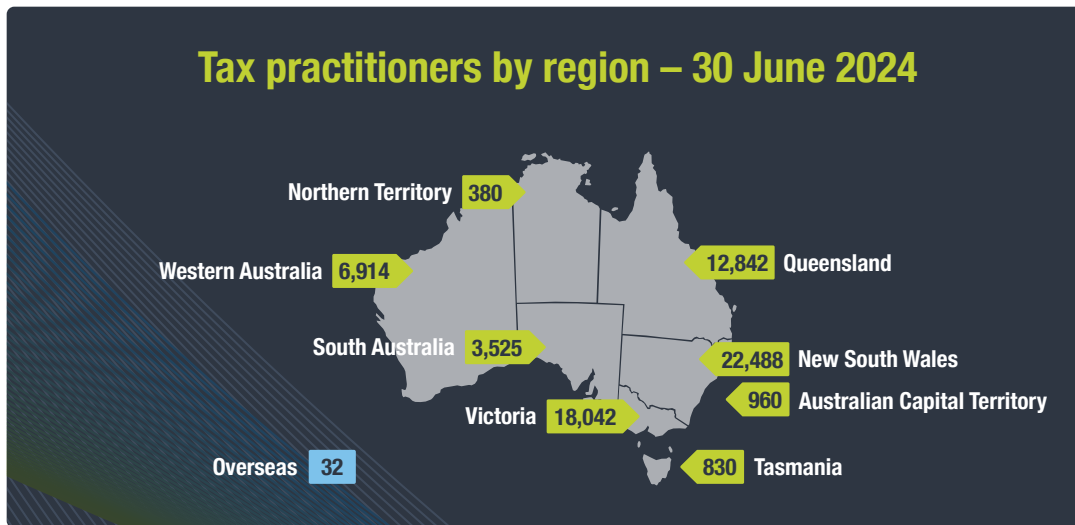 Tax practitioners by region – 30 June 2024
Northern Territory 380
Western Australia 6,914
12,842 Queensland
South Australia 3,525
22,488 New South Wales
960 Australian Capital Territory
Victoria 18,042
Overseas 32
830 Tasmania